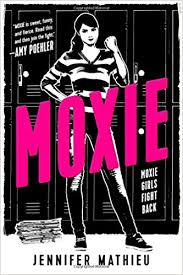 "MOXIE is sweet, funny,
and fierce. Read this
and then join the fight."
AMY POEHLER
MOXIE
MOXIE
GIRLS
FIGHT
BACK
JENNIFER MATHIEU